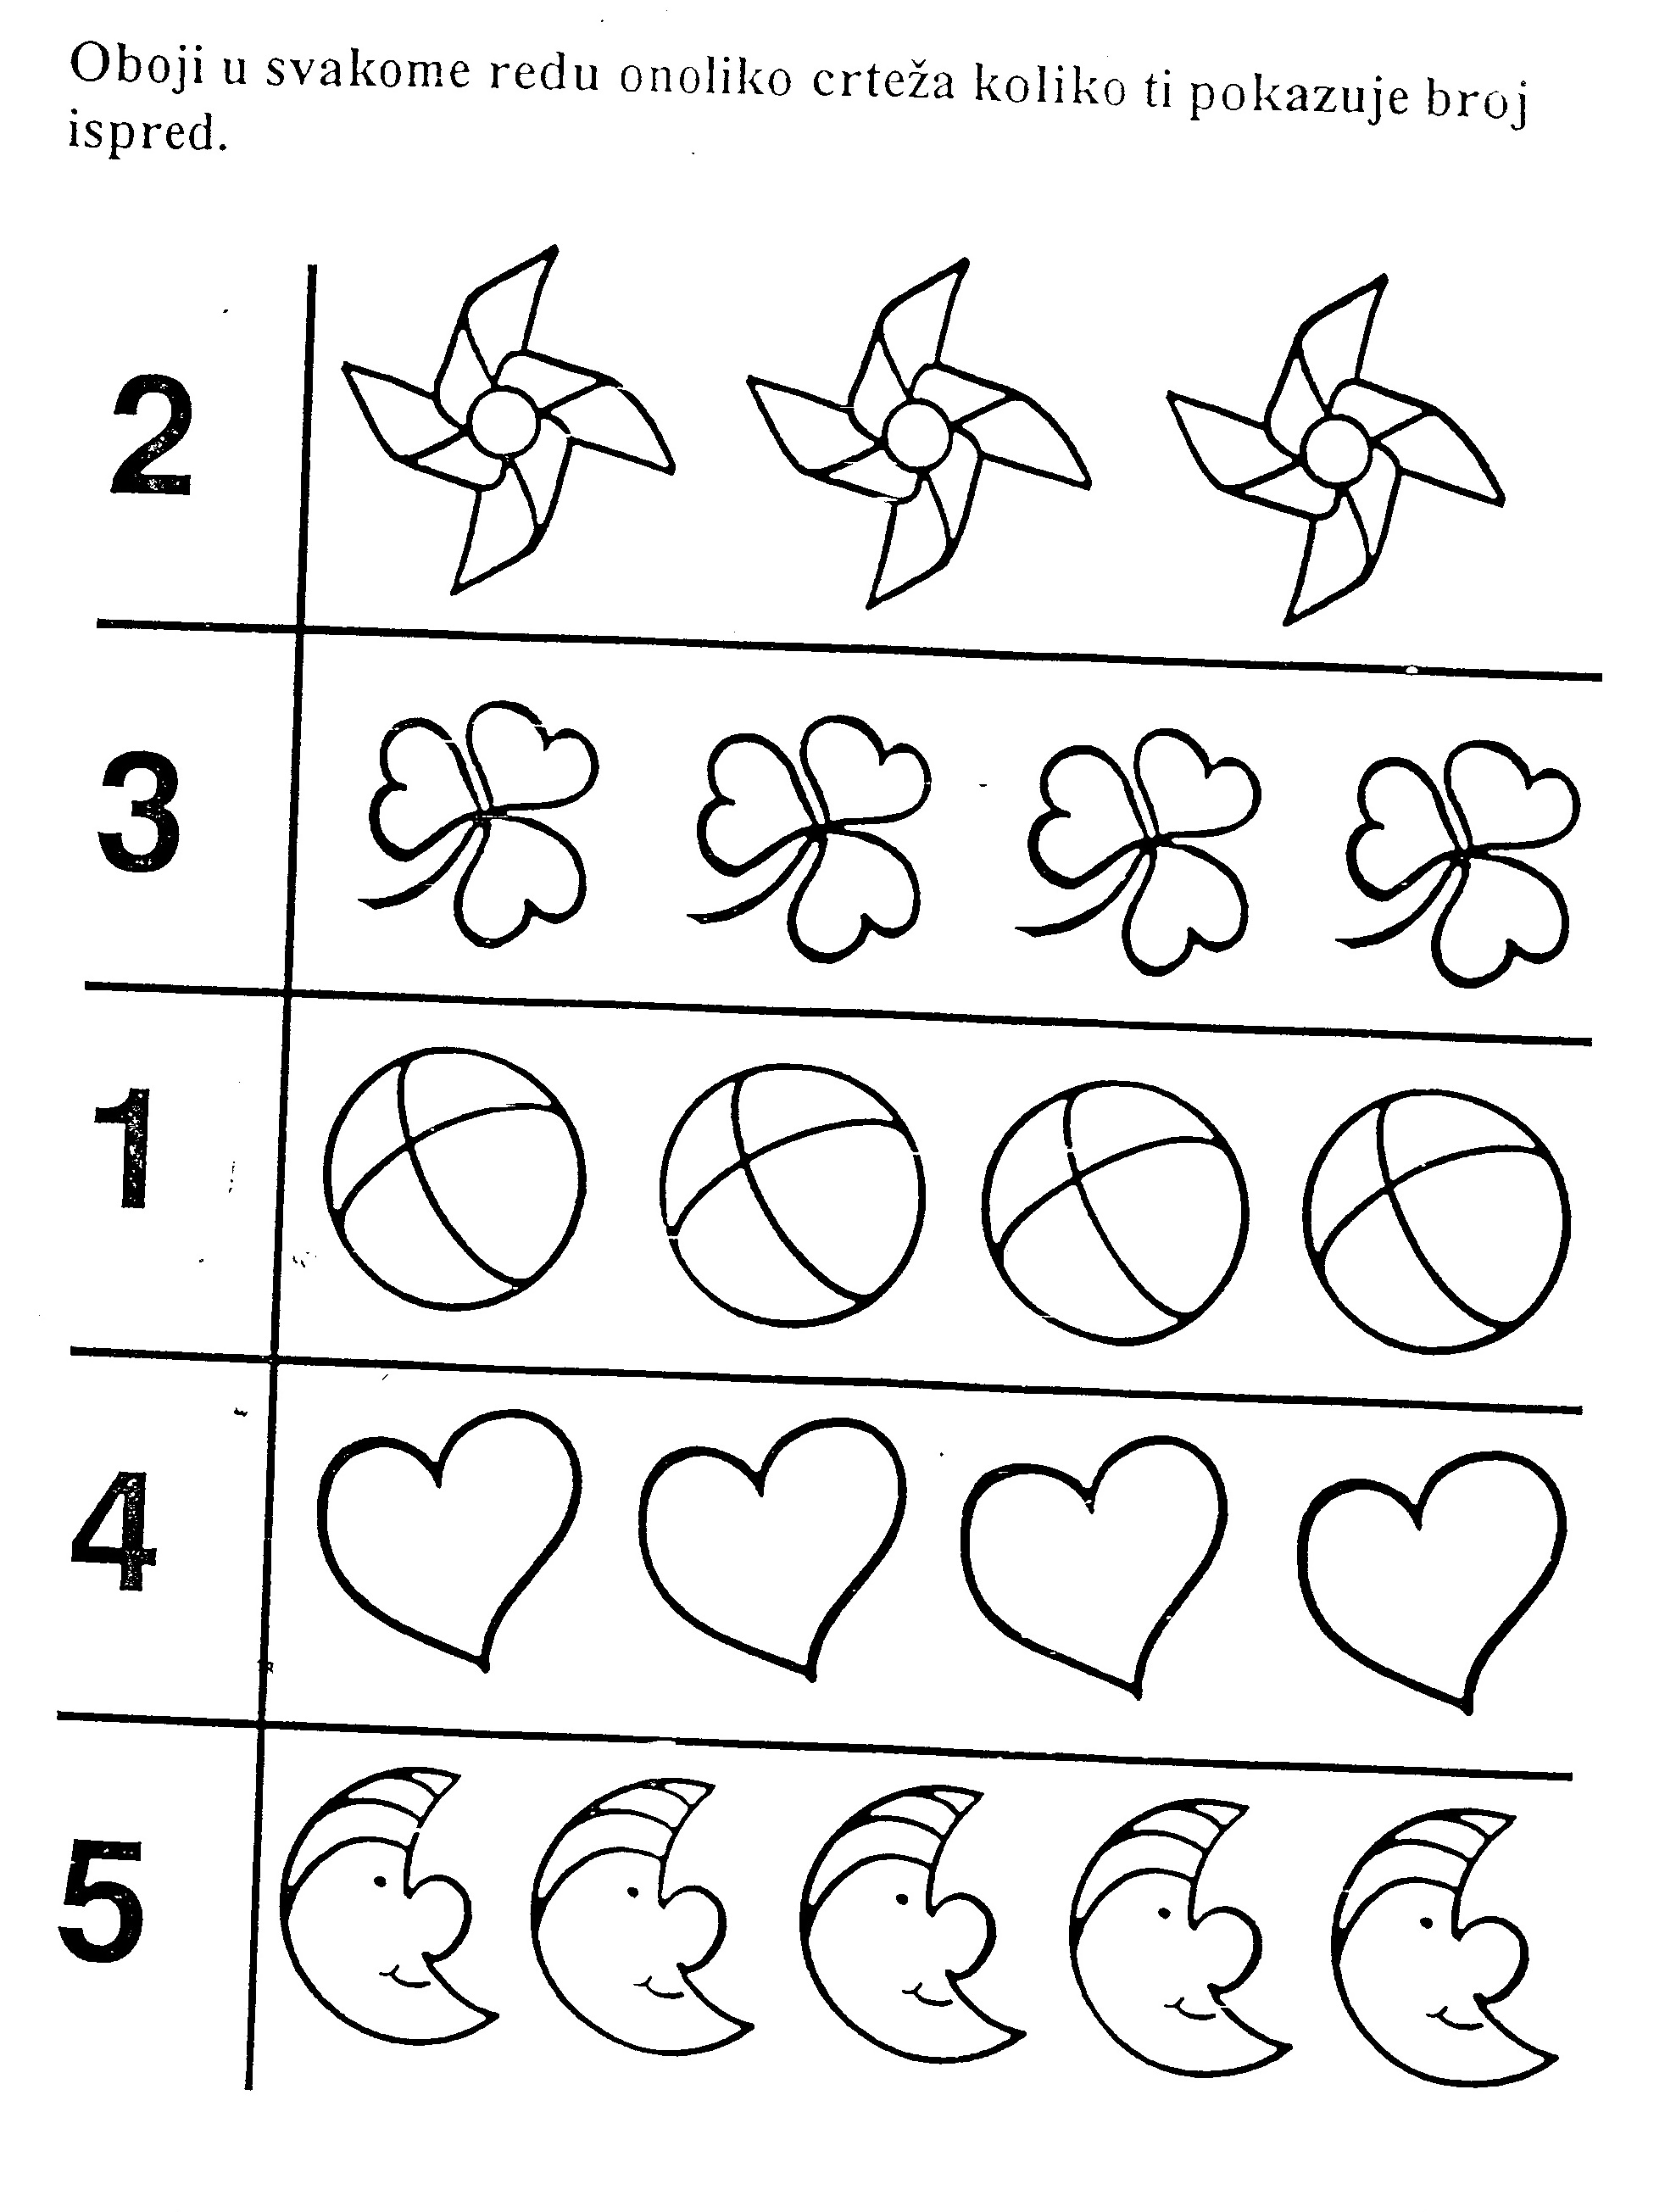 Oboji u svakome redu onoliko crteža koliko ti pokazuje broj
ispred.
2
3
1
4
5